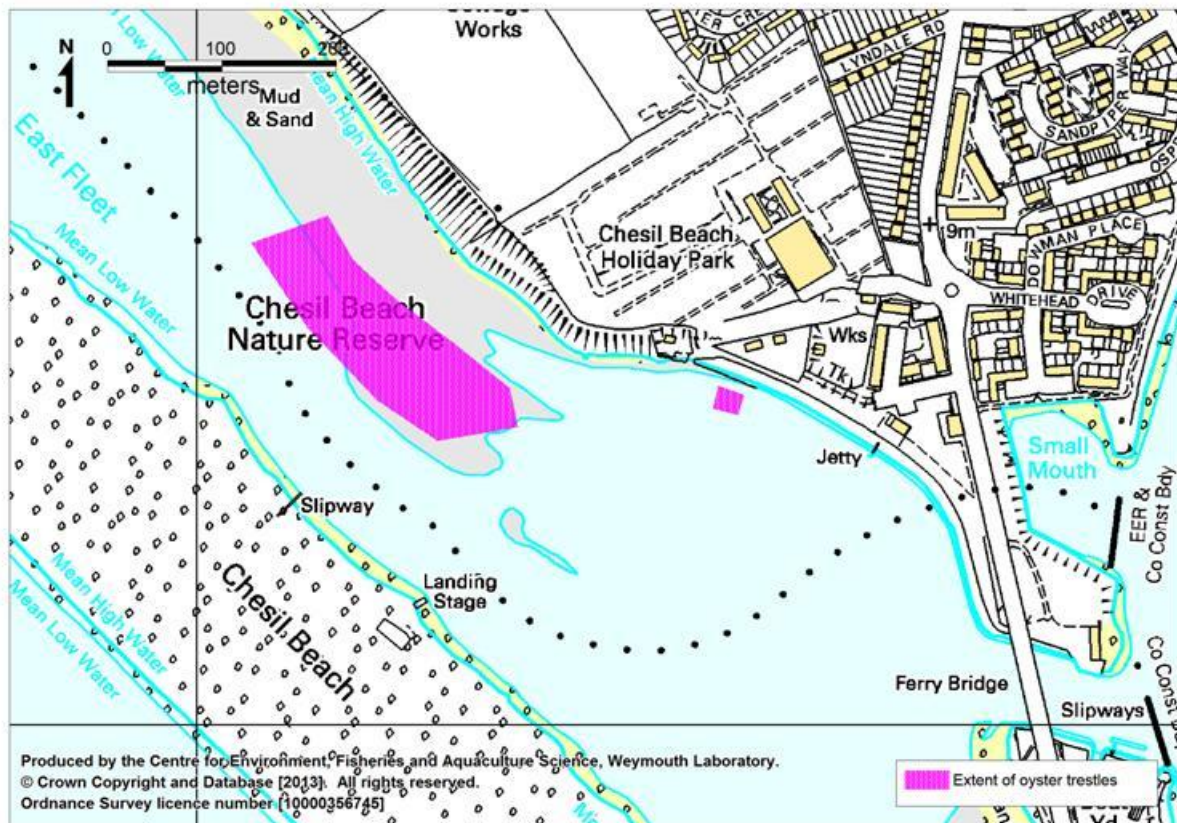 Works
N
0 100 200
meters
Mud
& Sand
Mean High Water
Low Water
East Fleet
Mean Low Water
LYNDALE RD
SANDPIPER WAY
Chesil Beach
Holiday Park
9m
DOWMAN PLACE
WHITEHEAD DRIVE
Chesil Beach
Nature Reserve
Wks
Tk
Jetty
Small
Mouth
EER &
Co Const Bdy
Slipway
Landing
Stage
Chesil Beach
Mean High Water
Mean Low Water
Ferry Bridge
Slipways
Co Const
Produced by the Centre for Environment, Fisheries and Aquaculture Science, Weymouth Laboratory.
© Crown Copyright and Database [2013]. All rights reserved.
Ordnance Survey licence number [10000356745]
Extent of oyster trestles
Yd